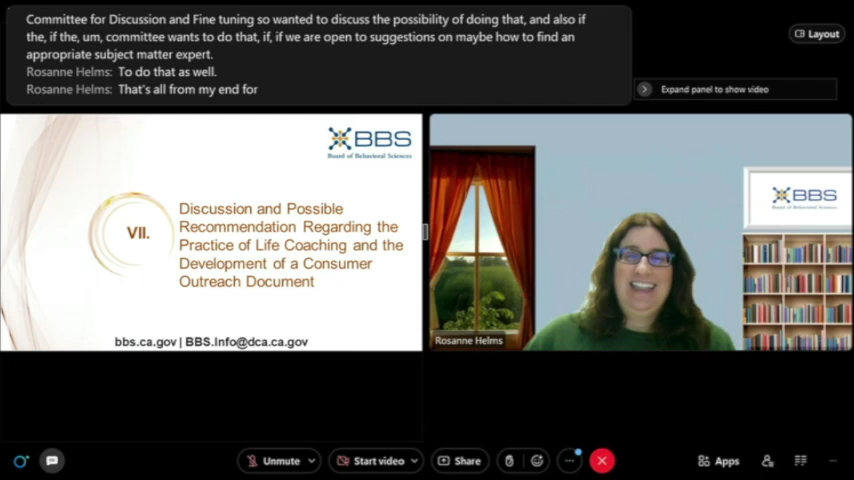 Committee for Discussion and Fine tuning so wanted to discuss the possibility of doing that, and also if
the, if the, um, committee wants to do that, if, if we are open to suggestions on maybe how to find an
appropriate subject matter expert.
Rosanne Helms: To do that as well.
Rosanne Helms: That's all from my end for
Layout
Expand panel to show video
BBS
Board of Behavioral Sciences
VII.
Discussion and Possible
Recommendation Regarding the
Practice of Life Coaching and the
Development of a Consumer
Outreach Document
bbs.ca.gov | BBS.Info@dca.ca.gov
BBS
Board of Behavioral Sciences
Rosanne Helms
Unmute
Start video
Share
Apps